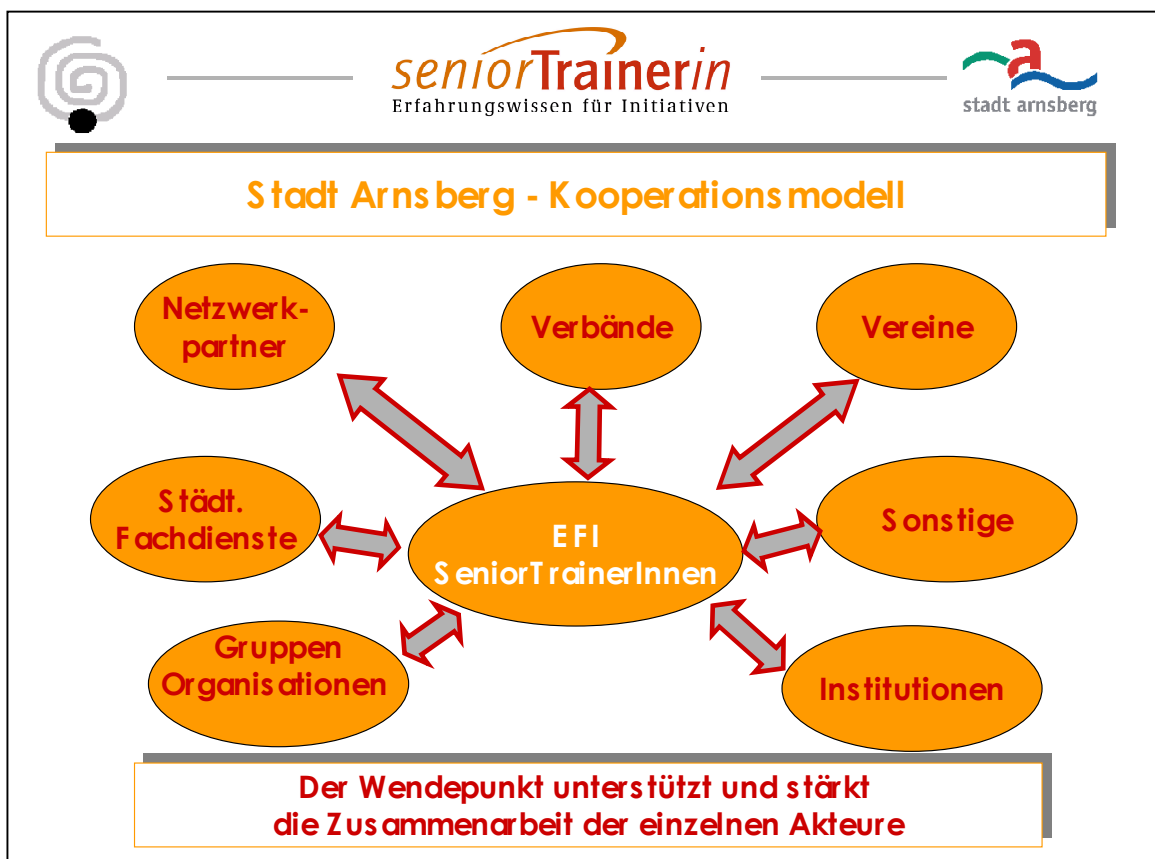 seniorTrainerin
Erfahrungswissen für Initiativen
stadt arnsberg
Stadt Arnsberg - Kooperationsmodell
Netzwerk-
partner
Verbände
Vereine
Städt.
Fachdienste
EFI
SeniorTrainerInnen
Sonstige
Gruppen
Organisationen
Institutionen
Der Wendepunkt unterstützt und stärkt
die Zusammenarbeit der einzelnen Akteure